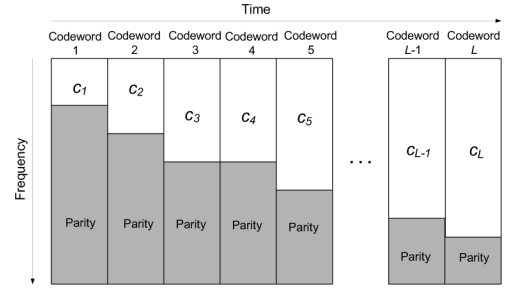 Time
Codeword 1
Codeword 2
Codeword 3
Codeword 4
Codeword 5
Codeword L-1
Codeword L
Frequency
c1
c2
c3
c4
c5
...
cL-1
cL
Parity
Parity
Parity
Parity
Parity
Parity
Parity